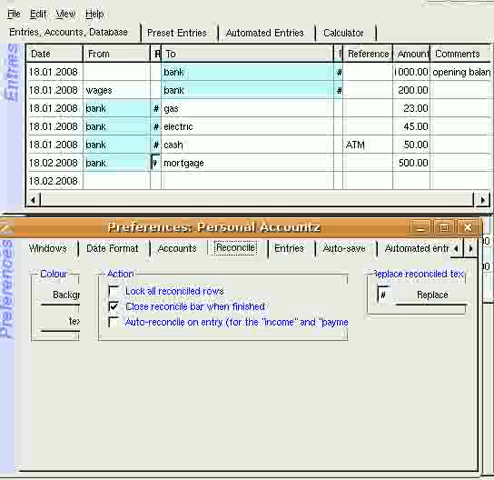 File Edit View Help
Entries, Accounts, Database Preset Entries Automated Entries Calculator
Entries
Date From To Reference Amount Comments
18.01.2008 bank # opening balan
18.01.2008 wages bank # 200.00
18.01.2008 bank # gas 23.00
18.01.2008 bank # electric 45.00
18.01.2008 bank # cash ATM 50.00
18.02.2008 bank # mortgage 500.00
18.02.2008
Preferences: Personal Accountz
Preferences
Windows Date Format Accounts Reconcile Entries Auto-save Automated entr
Colour Action Replace reconciled tex
Backgr Lock all reconciled rows # Replace
Close reconcile bar when finished
tex Auto-reconcile on entry (for the "income" and "payme